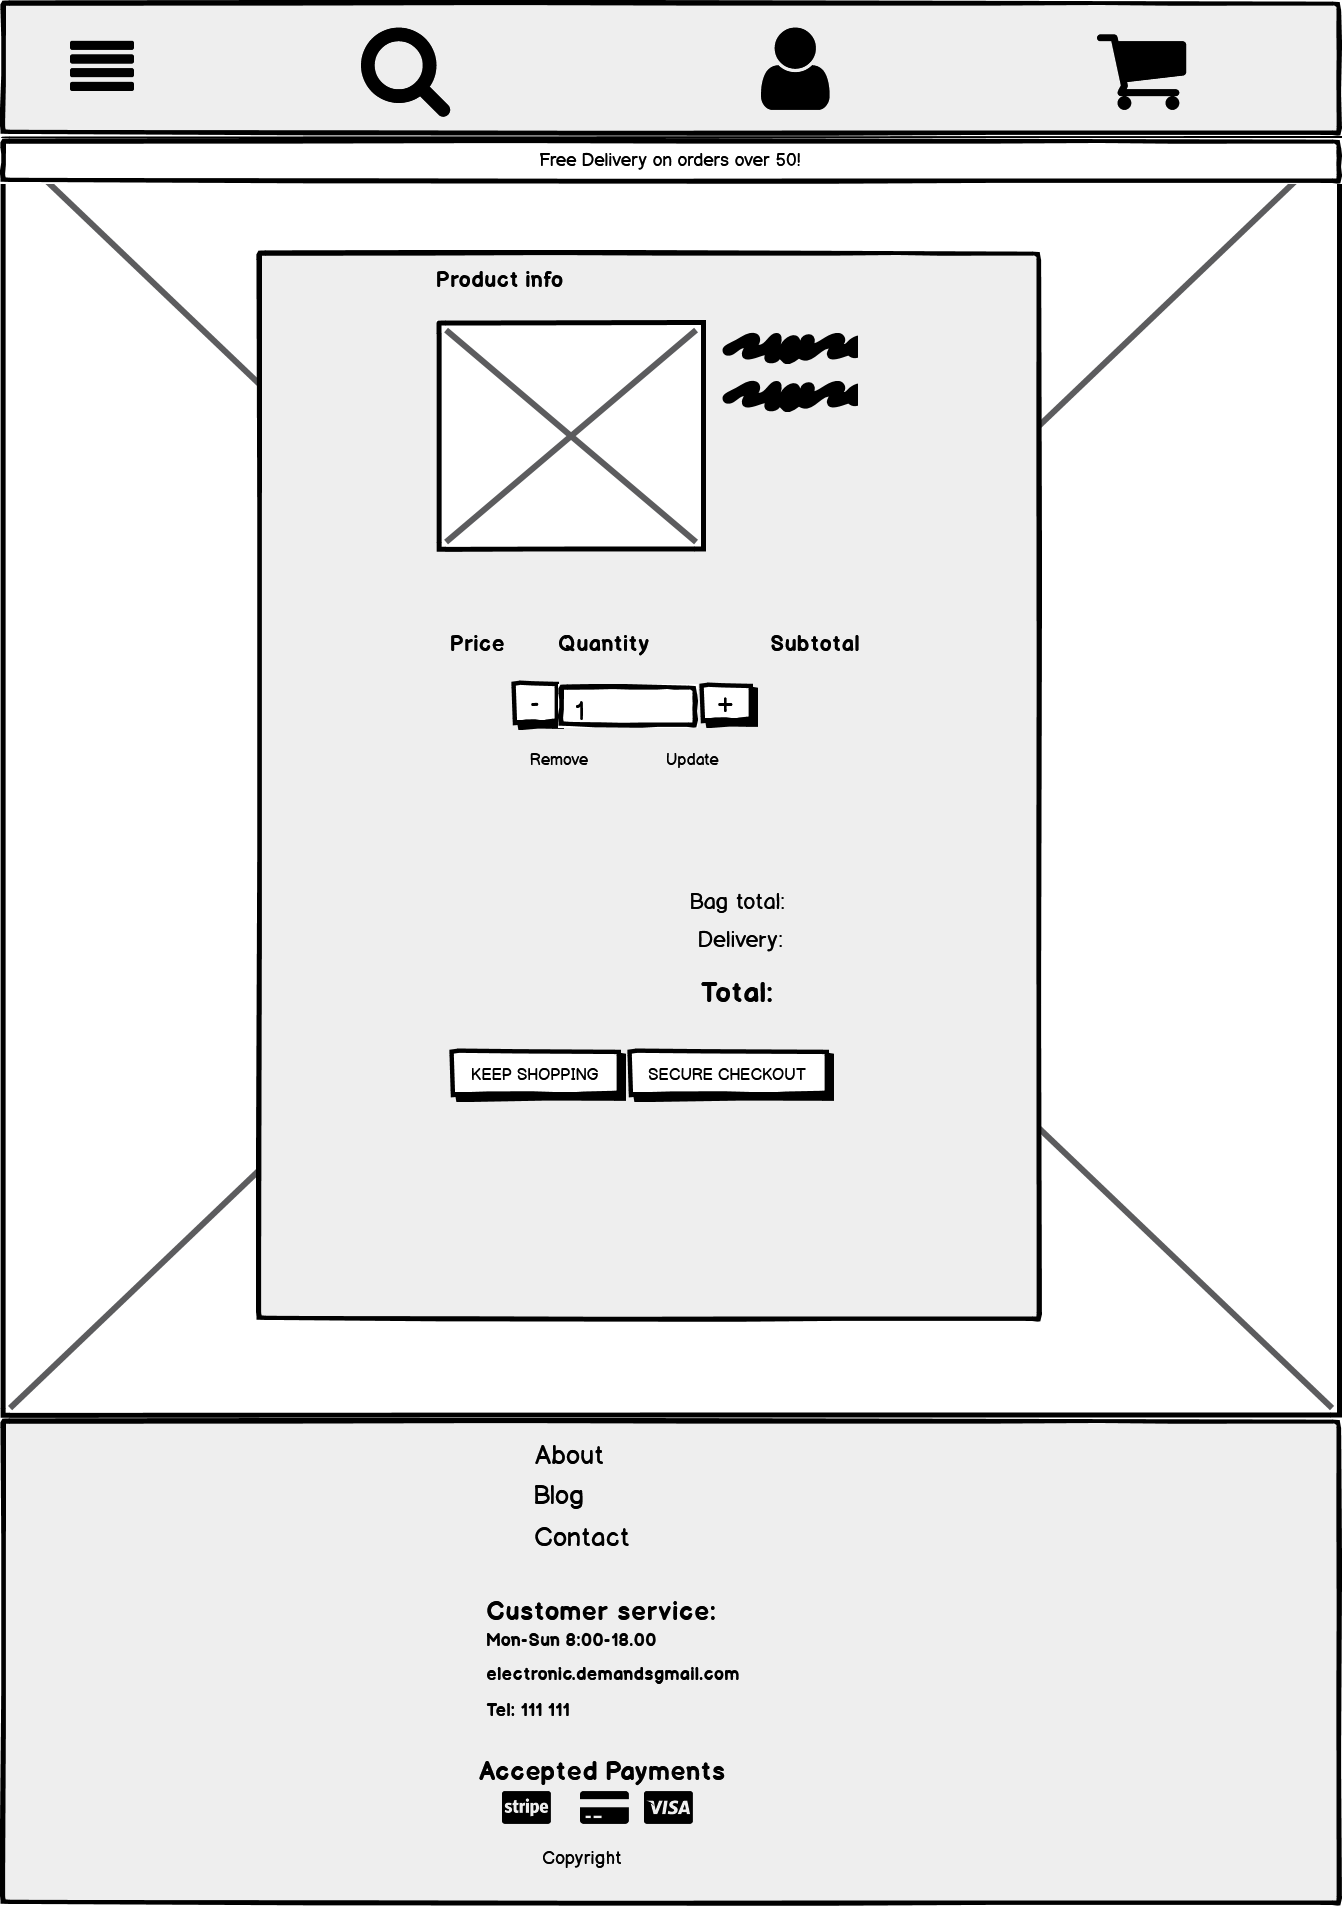 Free Delivery on orders over 50!
Product info
Price Quantity Subtotal
- 1 +
Remove Update
Bag total:
Delivery:
Total:
KEEP SHOPPING SECURE CHECKOUT
About
Blog
Contact
Customer service:
Mon-Sun 8:00-18.00
electronic.demandsgmail.com
Tel: 111 111
Accepted Payments
stripe VISA
Copyright